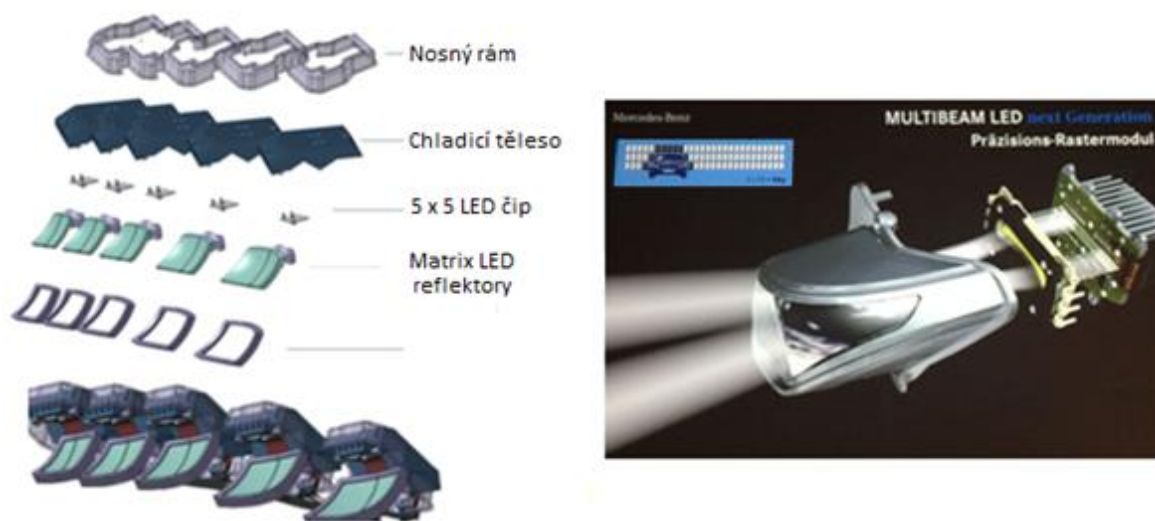 Nosný rám
Chladicí těleso
5 x 5 LED čip
Matrix LED
reflektory
Mercedes-Benz
MULTIBEAM LED next Generation
Präzisions-Rastermodul